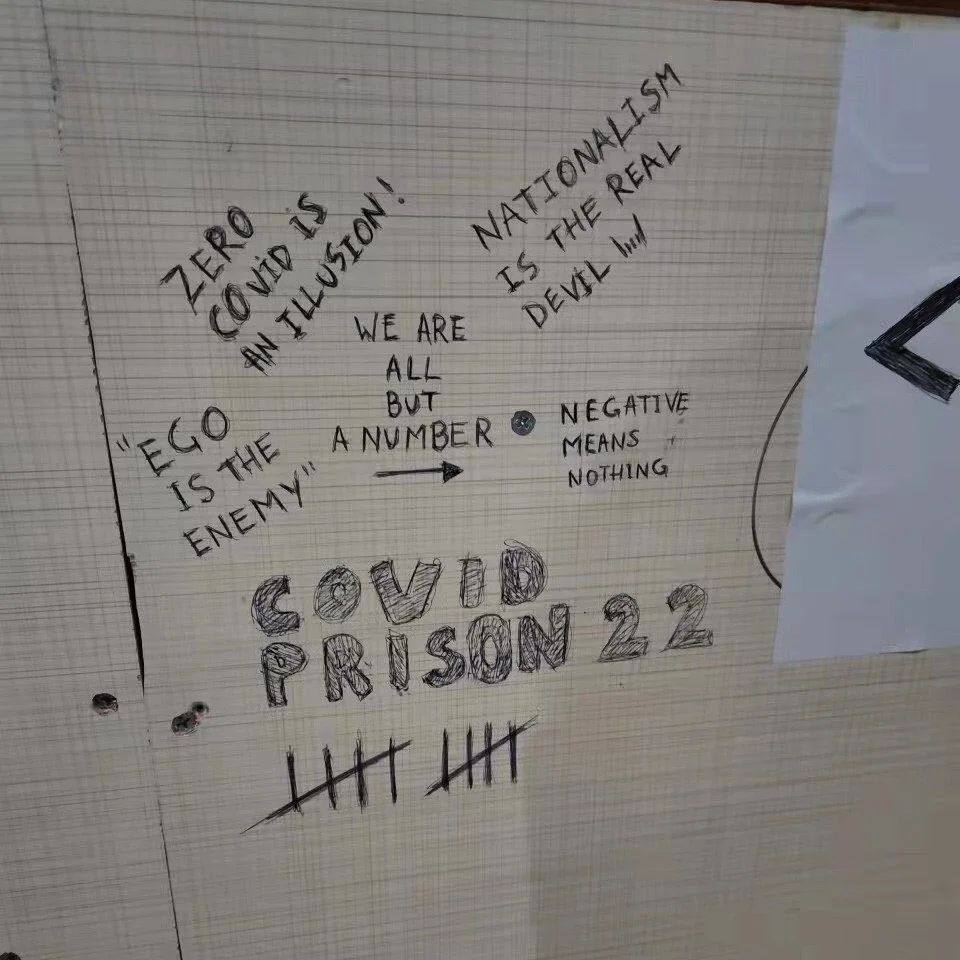 ZERO
COVID IS
AN ILLUSION!
NATIONALISM
IS THE REAL
DEVIL
WE ARE
ALL
BUT
A NUMBER
NEGATIVE
MEANS
NOTHING
"EGO
IS THE
ENEMY"
COVID
PRISON 22